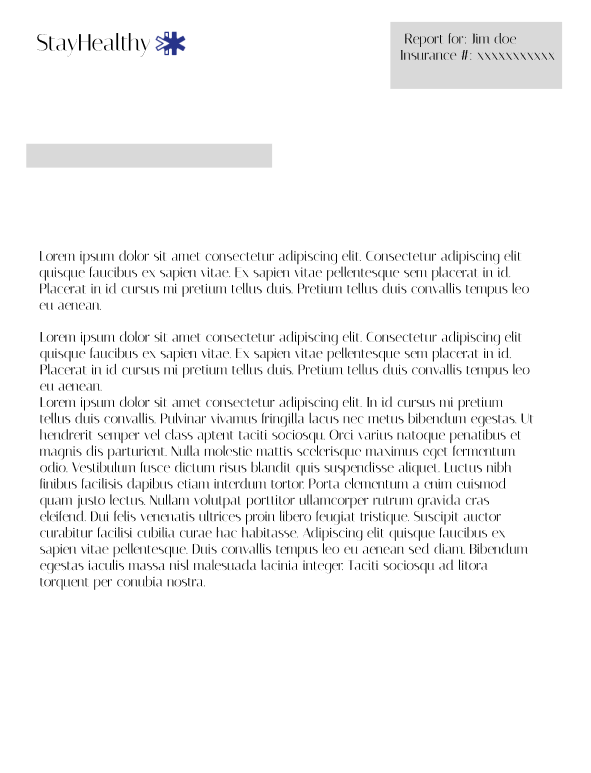 StayHealthy
Report for: Jim doe
Insurance #: xxxxxxxxxxx
Lorem ipsum dolor sit amet consectetur adipiscing elit. Consectetur adipiscing elit
quisque faucibus ex sapien vitae. Ex sapien vitae pellentesque sem placerat in id.
Placerat in id cursus mi pretium tellus duis. Pretium tellus duis convallis tempus leo
eu aenean.
Lorem ipsum dolor sit amet consectetur adipiscing elit. Consectetur adipiscing elit
quisque faucibus ex sapien vitae. Ex sapien vitae pellentesque sem placerat in id.
Placerat in id cursus mi pretium tellus duis. Pretium tellus duis convallis tempus leo
eu aenean.
Lorem ipsum dolor sit amet consectetur adipiscing elit. In id cursus mi pretium
tellus duis convallis. Pulvinar vivamus fringilla lacus nec metus bibendum egestas. Ut
hendrerit semper vel class aptent taciti sociosqu. Orci varius natoque penatibus et
magnis dis parturient. Nulla molestie mattis scelerisque maximus eget fermentum
odio. Vestibulum fusce dictum risus blandit quis suspendisse aliquet. Luctus nibh
finibus facilisis dapibus etiam interdum tortor. Porta elementum a enim euismod
quam justo lectus. Nullam volutpat porttitor ullamcorper rutrum gravida cras
eleifend. Dui felis venenatis ultrices proin libero feugiat tristique. Suscipit auctor
curabitur facilisi cubilia curae hac habitasse. Adipiscing elit quisque faucibus ex
sapien vitae pellentesque. Duis convallis tempus leo eu aenean sed diam. Bibendum
egestas iaculis massa nisl malesuada lacinia integer. Taciti sociosqu ad litora
torquent per conubia nostra.